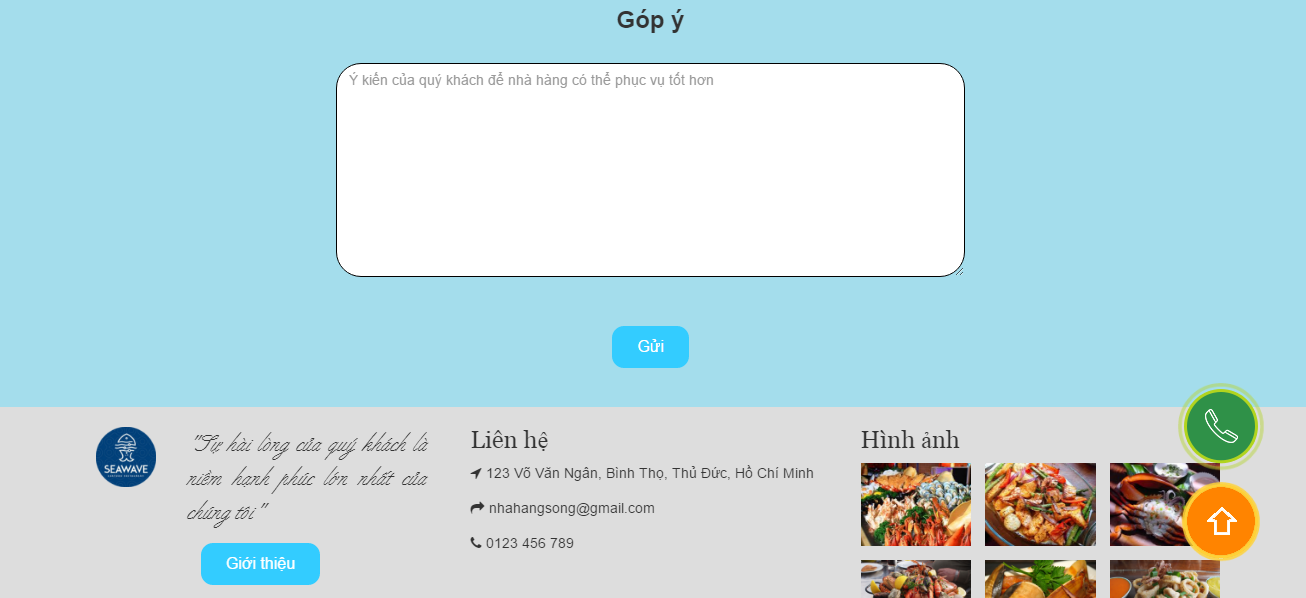 Góp ý
Ý kiến của quý khách để nhà hàng có thể phục vụ tốt hơn
Gửi
SEAWAVE
"Sự hài lòng của quý khách là
niềm hạnh phúc lớn nhất của
chúng tôi"
Giới thiệu
Liên hệ
123 Võ Văn Ngân, Bình Thọ, Thủ Đức, Hồ Chí Minh
nhahangsong@gmail.com
0123 456 789
Hình ảnh